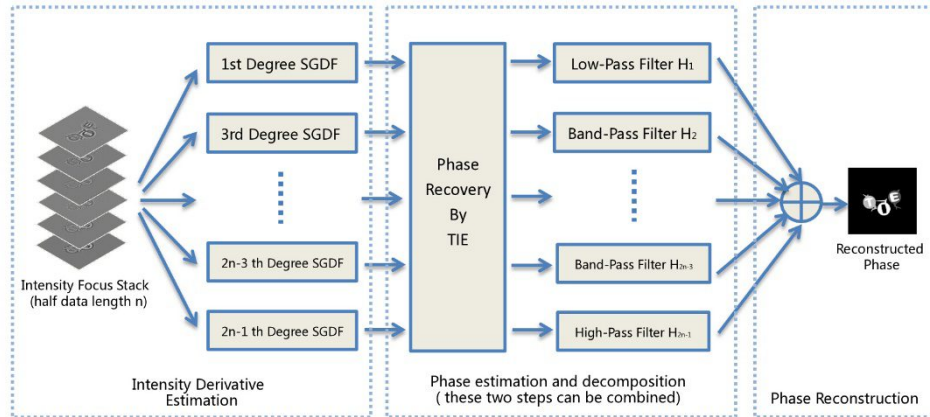 1st Degree SGDF
3rd Degree SGDF
2n-3 th Degree SGDF
2n-1 th Degree SGDF
Intensity Focus Stack
(half data length n)
Intensity Derivative
Estimation
Phase
Recovery
By
TIE
Low-Pass Filter H1
Band-Pass Filter H2
Band-Pass Filter H2n-3
High-Pass Filter H2n-1
Phase estimation and decomposition
( these two steps can be combined)
Reconstructed
Phase
Phase Reconstruction